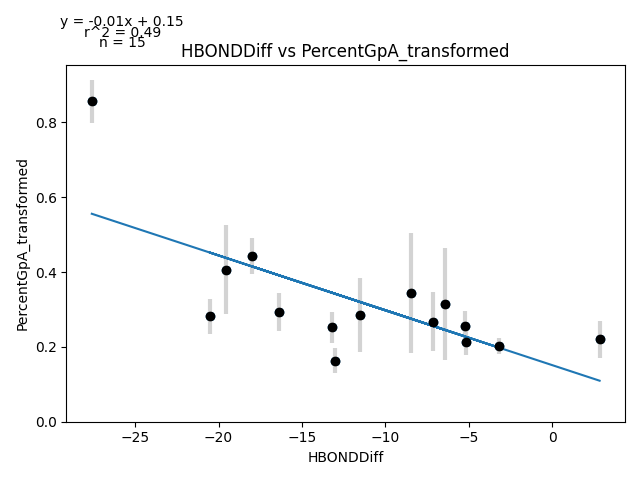 y = -0.01x + 0.15
r^2 = 0.49
n = 15
HBONDDiff vs PercentGpA_transformed
PercentGpA_transformed
0.8
0.6
0.4
0.2
0.0
−25
−20
−15
−10
−5
0
HBONDDiff